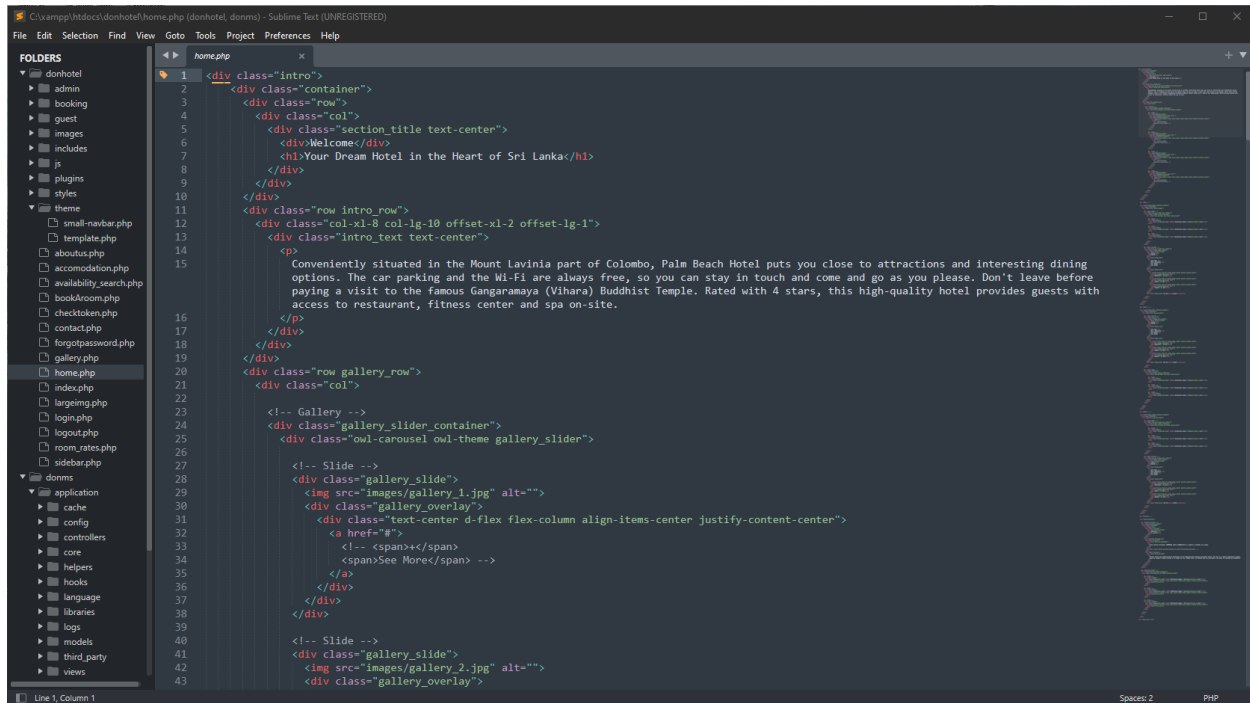 C:\xampp\htdocs\donhotel\home.php (donhotel, donms) - Sublime Text (UNREGISTERED)
File Edit Selection Find View Goto Tools Project Preferences Help
FOLDERS
donhotel
admin
booking
guest
images
includes
js
plugins
styles
theme
small-navbar.php
template.php
aboutus.php
accomodation.php
availability_search.php
bookAroom.php
checktoken.php
contact.php
forgotpassword.php
gallery.php
home.php
index.php
largeimg.php
login.php
logout.php
room_rates.php
sidebar.php
donms
application
cache
config
controllers
core
helpers
hooks
language
libraries
logs
models
third_party
views
home.php
1 <div class="intro">
2 <div class="container">
3 <div class="row">
4 <div class="col">
5 <div class="section_title text-center">
6 <div>Welcome</div>
7 <h1>Your Dream Hotel in the Heart of Sri Lanka</h1>
8 </div>
9 </div>
10 </div>
11 <div class="row intro_row">
12 <div class="col-xl-8 col-lg-10 offset-xl-2 offset-lg-1">
13 <div class="intro_text text-center">
14 <p>
15 Conveniently situated in the Mount Lavinia part of Colombo, Palm Beach Hotel puts you close to attractions and interesting dining
options. The car parking and the Wi-Fi are always free, so you can stay in touch and come and go as you please. Don't leave before
paying a visit to the famous Gangaramaya (Vihara) Buddhist Temple. Rated with 4 stars, this high-quality hotel provides guests with
access to restaurant, fitness center and spa on-site.
16 </p>
17 </div>
18 </div>
19 </div>
20 <div class="row gallery_row">
21 <div class="col">
22
23 <!-- Gallery -->
24 <div class="gallery_slider_container">
25 <div class="owl-carousel owl-theme gallery_slider">
26
27 <!-- Slide -->
28 <div class="gallery_slide">
29 <img src="images/gallery_1.jpg" alt="">
30 <div class="gallery_overlay">
31 <div class="text-center d-flex flex-column align-items-center justify-content-center">
32 <a href="#">
33 <!-- <span>+</span>
34 <span>See More</span> -->
35 </a>
36 </div>
37 </div>
38 </div>
39
40 <!-- Slide -->
41 <div class="gallery_slide">
42 <img src="images/gallery_2.jpg" alt="">
43 <div class="gallery_overlay">
Line 1, Column 1
Spaces: 2
PHP